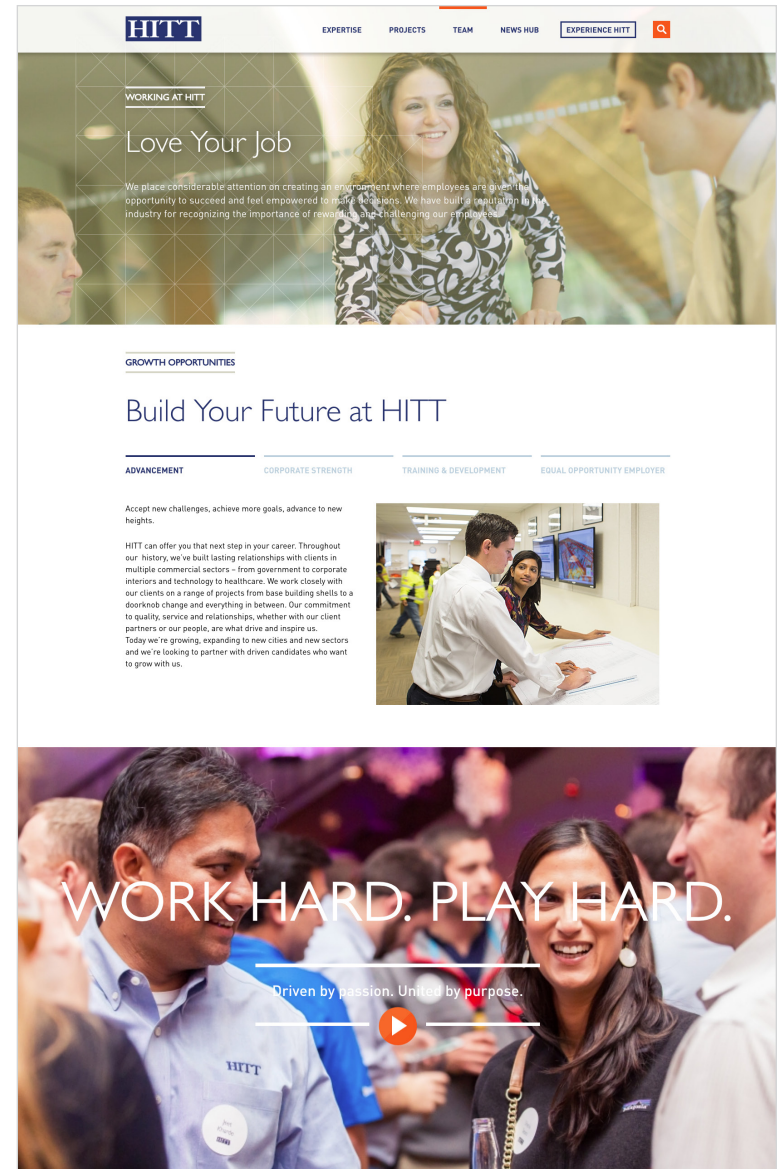 HITT
EXPERTISE PROJECTS TEAM NEWS HUB EXPERIENCE HITT
WORKING AT HITT
Love Your Job
We place considerable attention on creating an environment where employees are given the
opportunity to succeed and feel empowered to make decisions. We have built a reputation in the
industry for recognizing the importance of rewarding and challenging our employees.
GROWTH OPPORTUNITIES
Build Your Future at HITT
ADVANCEMENT CORPORATE STRENGTH TRAINING & DEVELOPMENT EQUAL OPPORTUNITY EMPLOYER
Accept new challenges, achieve more goals, advance to new
heights.
HITT can offer you that next step in your career. Throughout
our history, we've built lasting relationships with clients in
multiple commercial sectors – from government to corporate
interiors and technology to healthcare. We work closely with
our clients on a range of projects from base building shells to a
doorknob change and everything in between. Our commitment
to quality, service and relationships, whether with our client
partners or our people, are what drive and inspire us.
Today we're growing, expanding to new cities and new sectors
and we're looking to partner with driven candidates who want
to grow with us.
WORK HARD. PLAY HARD.
Driven by passion. United by purpose.
HITT
patagonia
HITT